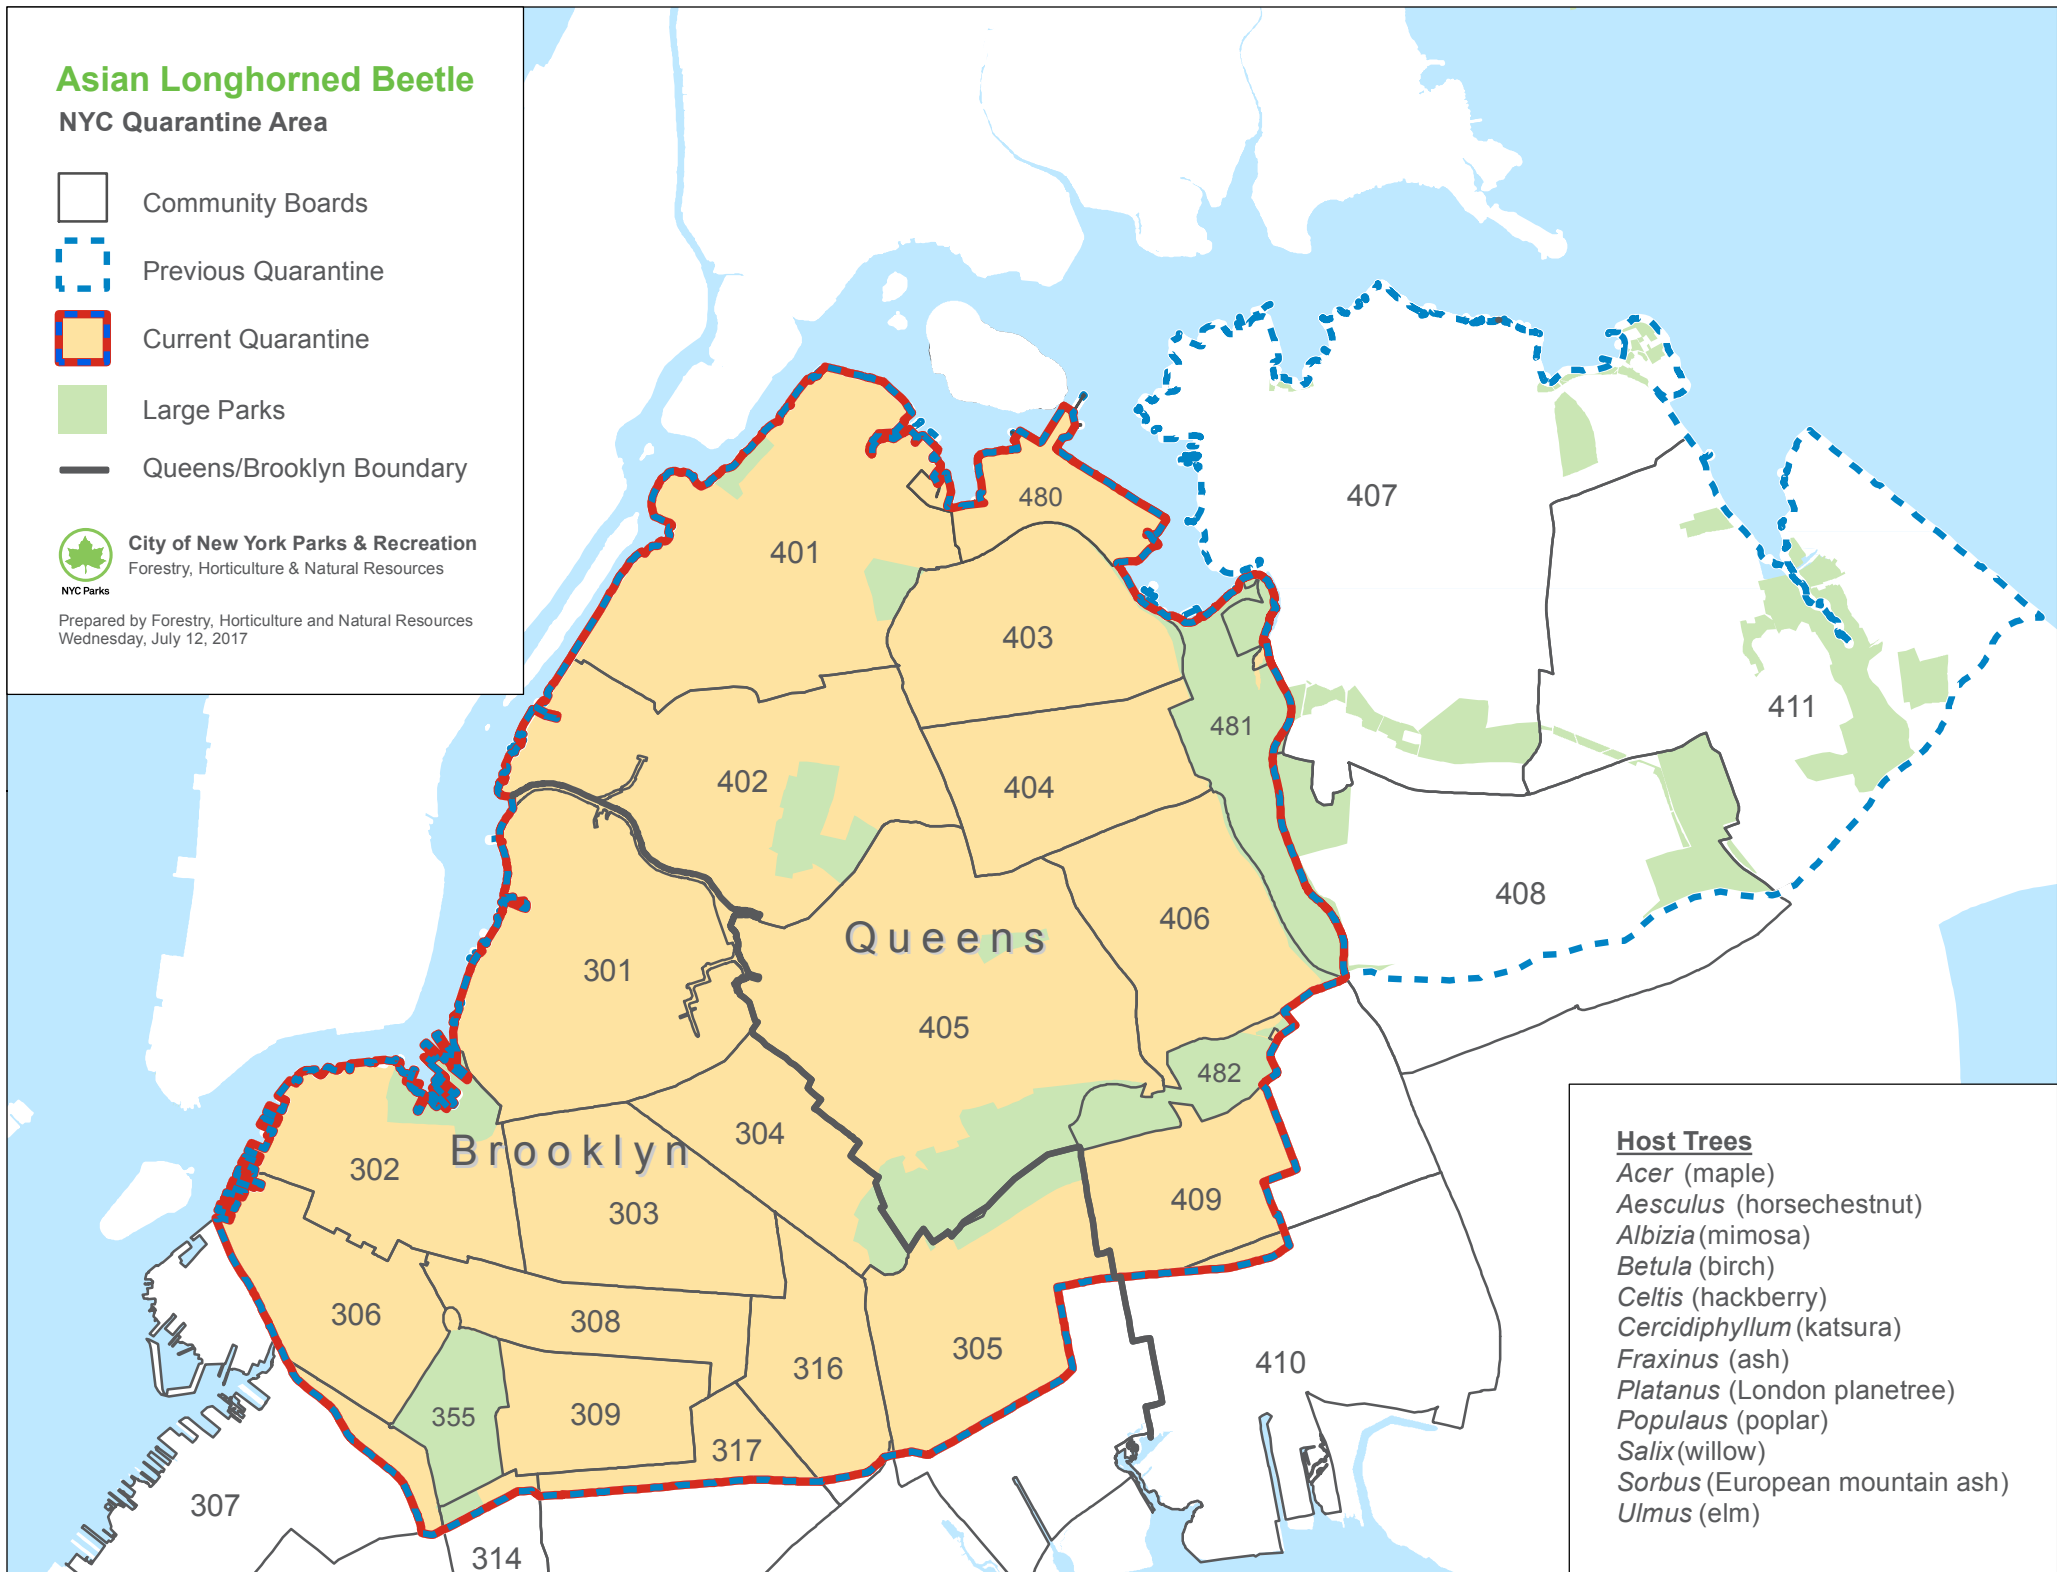 Asian Longhorned Beetle
NYC Quarantine Area
Community Boards
Previous Quarantine
Current Quarantine
Large Parks
Queens/Brooklyn Boundary
NYC Parks
City of New York Parks & Recreation
Forestry, Horticulture & Natural Resources
Prepared by Forestry, Horticulture and Natural Resources
Wednesday, July 12, 2017
480
407
401
403
481
411
402
404
408
406
Queens
301
405
482
304
Brooklyn
302
409
303
306
308
305
316
410
355
309
317
307
314
Host Trees
Acer (maple)
Aesculus (horsechestnut)
Albizia (mimosa)
Betula (birch)
Celtis (hackberry)
Cercidiphyllum (katsura)
Fraxinus (ash)
Platanus (London planetree)
Populaus (poplar)
Salix (willow)
Sorbus (European mountain ash)
Ulmus (elm)